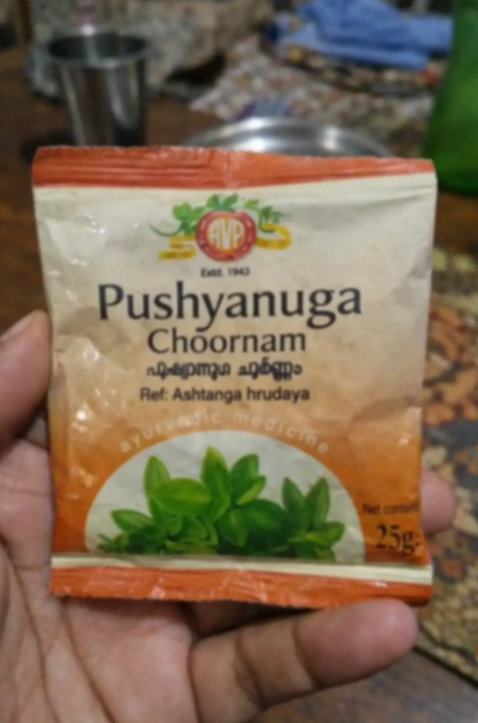 AVP
Estd. 1943
Pushyanuga
Choornam
പുഷ്യാനുഗ ചൂർണ്ണം
Ref: Ashtanga hrudaya
ayurvedic medicine
Net content
25g.